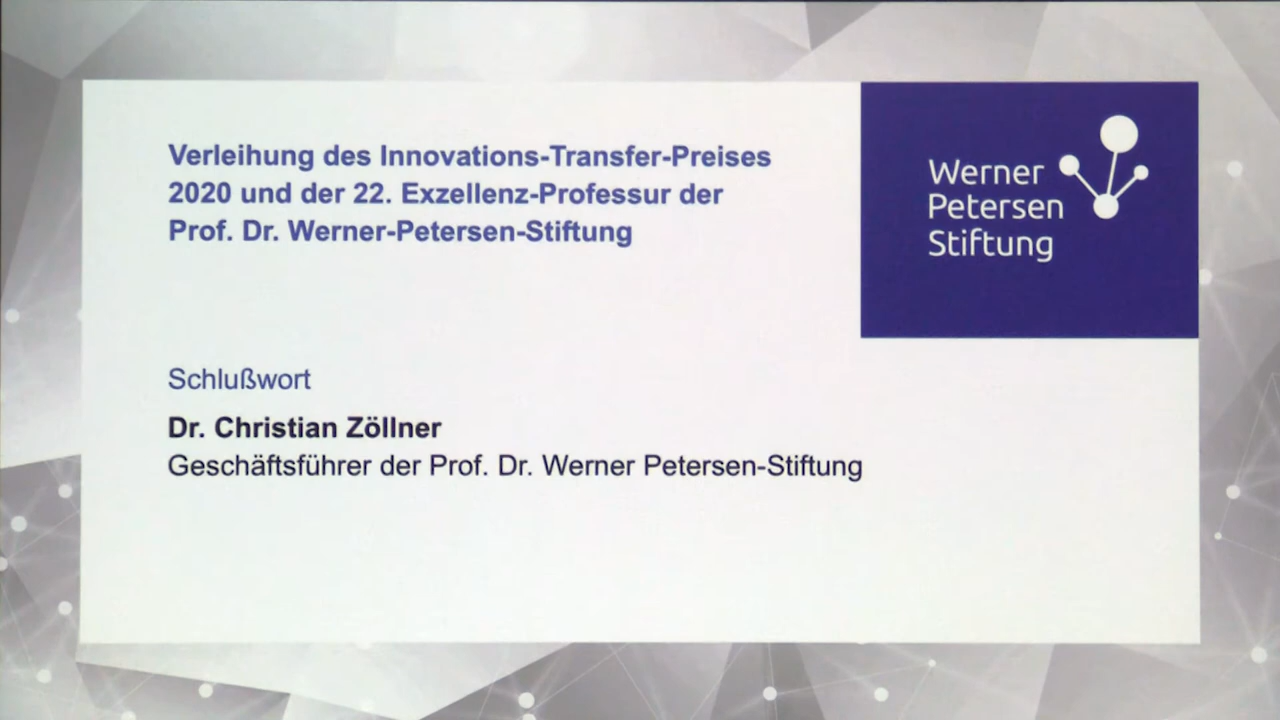 Verleihung des Innovations-Transfer-Preises
2020 und der 22. Exzellenz-Professur der
Prof. Dr. Werner-Petersen-Stiftung
Werner
Petersen
Stiftung
Schlußwort
Dr. Christian Zöllner
Geschäftsführer der Prof. Dr. Werner Petersen-Stiftung